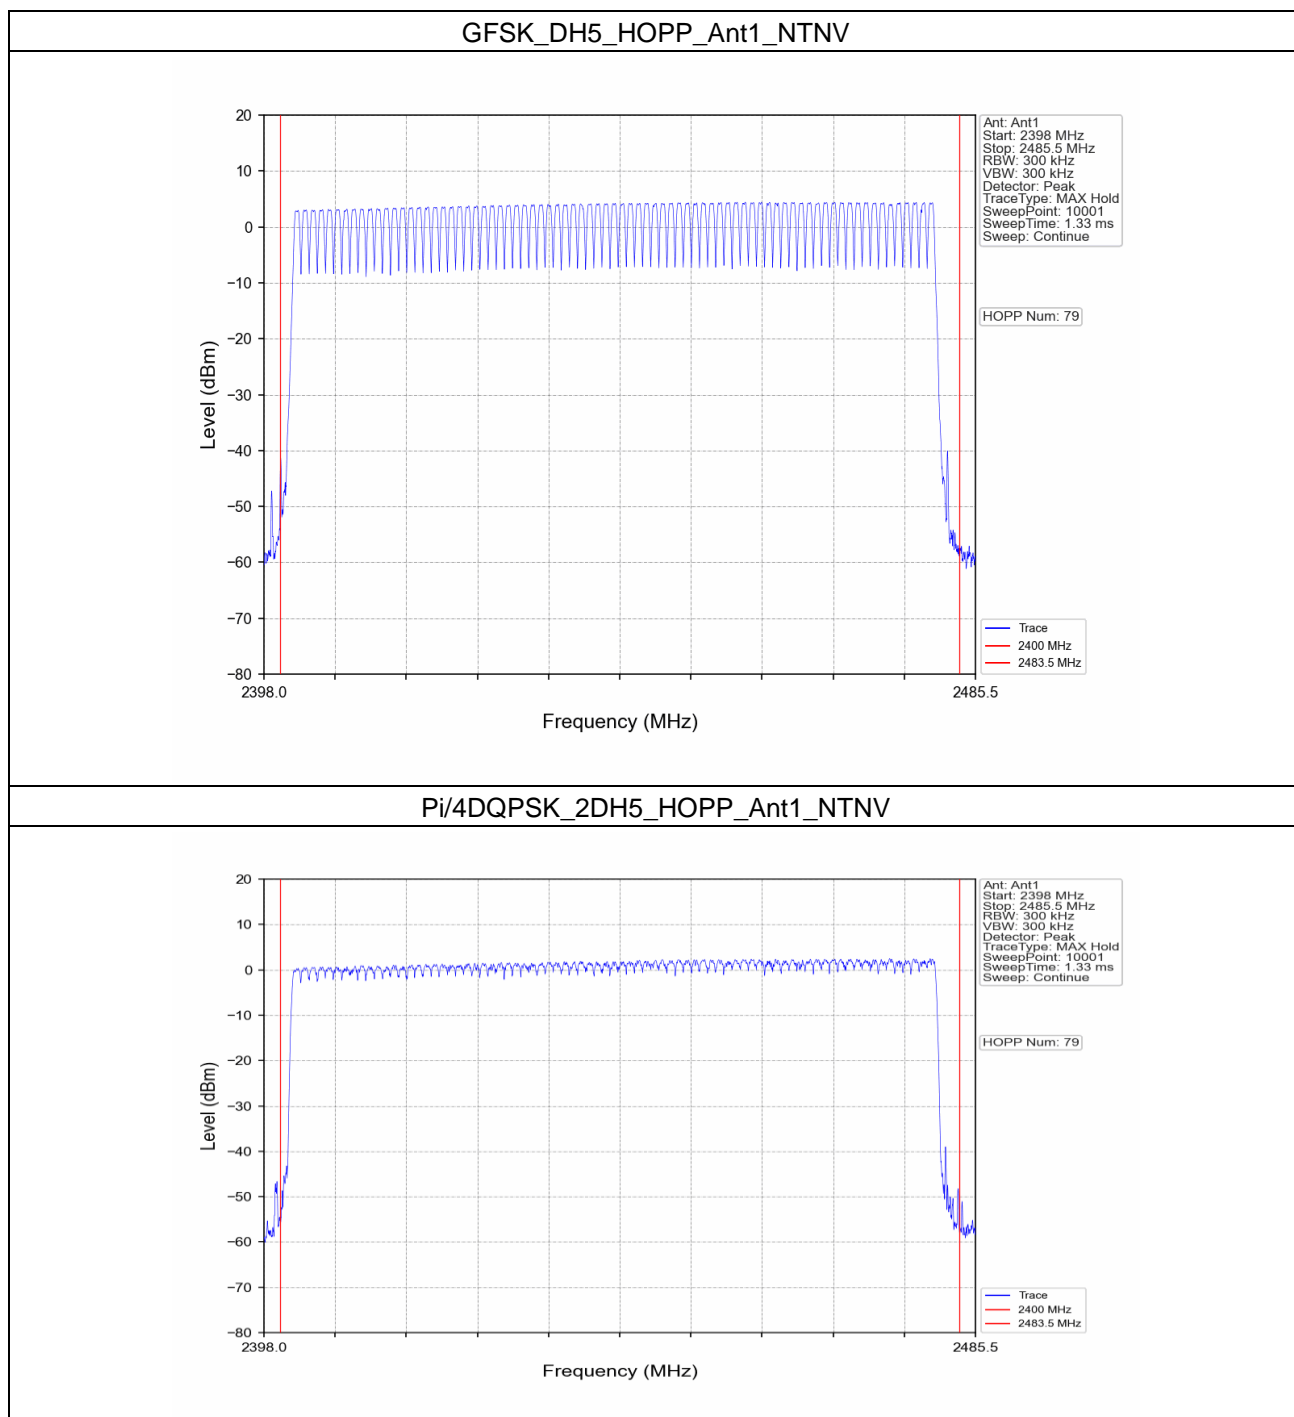 GFSK_DH5_HOPP_Ant1_NTNV
20
10
0
−10
−20
−30
−40
−50
−60
−70
−80
Level (dBm)
2398.0
2485.5
Frequency (MHz)
Ant: Ant1
Start: 2398 MHz
Stop: 2485.5 MHz
RBW: 300 kHz
VBW: 300 kHz
Detector: Peak
TraceType: MAX Hold
SweepPoint: 10001
SweepTime: 1.33 ms
Sweep: Continue
HOPP Num: 79
Trace
2400 MHz
2483.5 MHz
Pi/4DQPSK_2DH5_HOPP_Ant1_NTNV
20
10
0
−10
−20
−30
−40
−50
−60
−70
−80
Level (dBm)
2398.0
2485.5
Frequency (MHz)
Ant: Ant1
Start: 2398 MHz
Stop: 2485.5 MHz
RBW: 300 kHz
VBW: 300 kHz
Detector: Peak
TraceType: MAX Hold
SweepPoint: 10001
SweepTime: 1.33 ms
Sweep: Continue
HOPP Num: 79
Trace
2400 MHz
2483.5 MHz